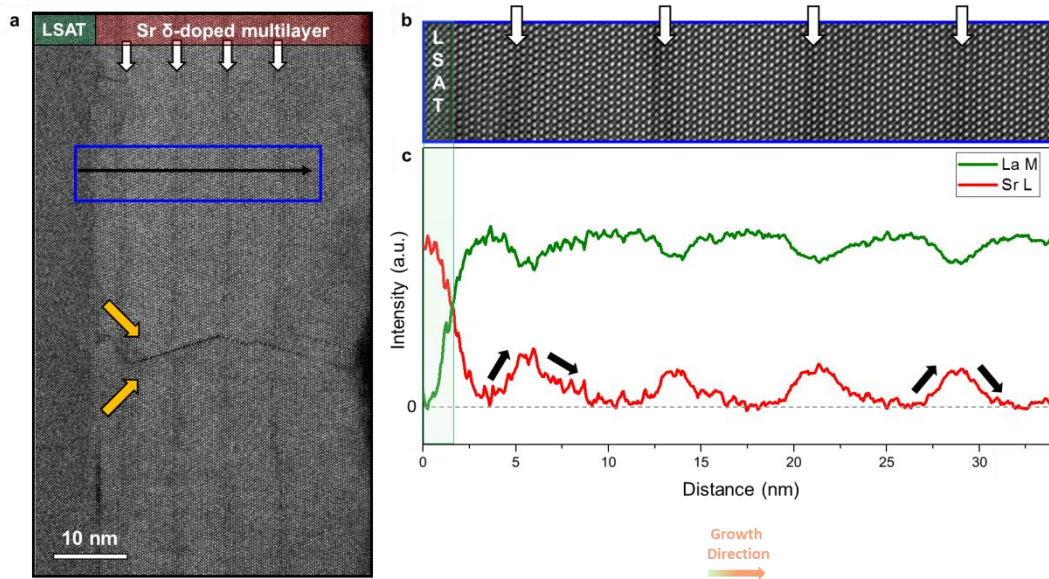 a
LSAT
Sr δ-doped multilayer
10 nm
b
L
S
A
T
c
La M
Sr L
Intensity (a.u.)
0
0
5
10
15
20
25
30
Distance (nm)
Growth
Direction